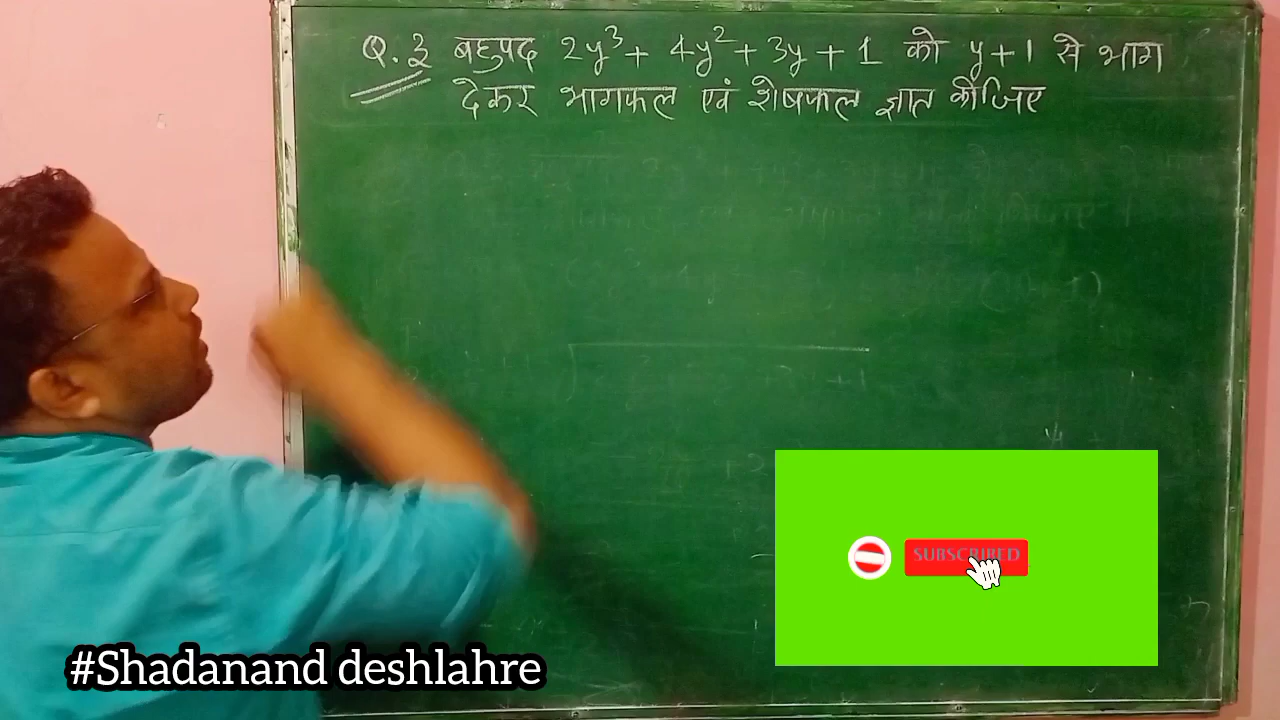 Q. 3 बहुपद 2y³ + 4y² + 3y + 1 को y + 1 से भाग
देकर भागफल एवं शेषफल ज्ञात कीजिए
SUBSCRIBED
#Shadanand deshlahre